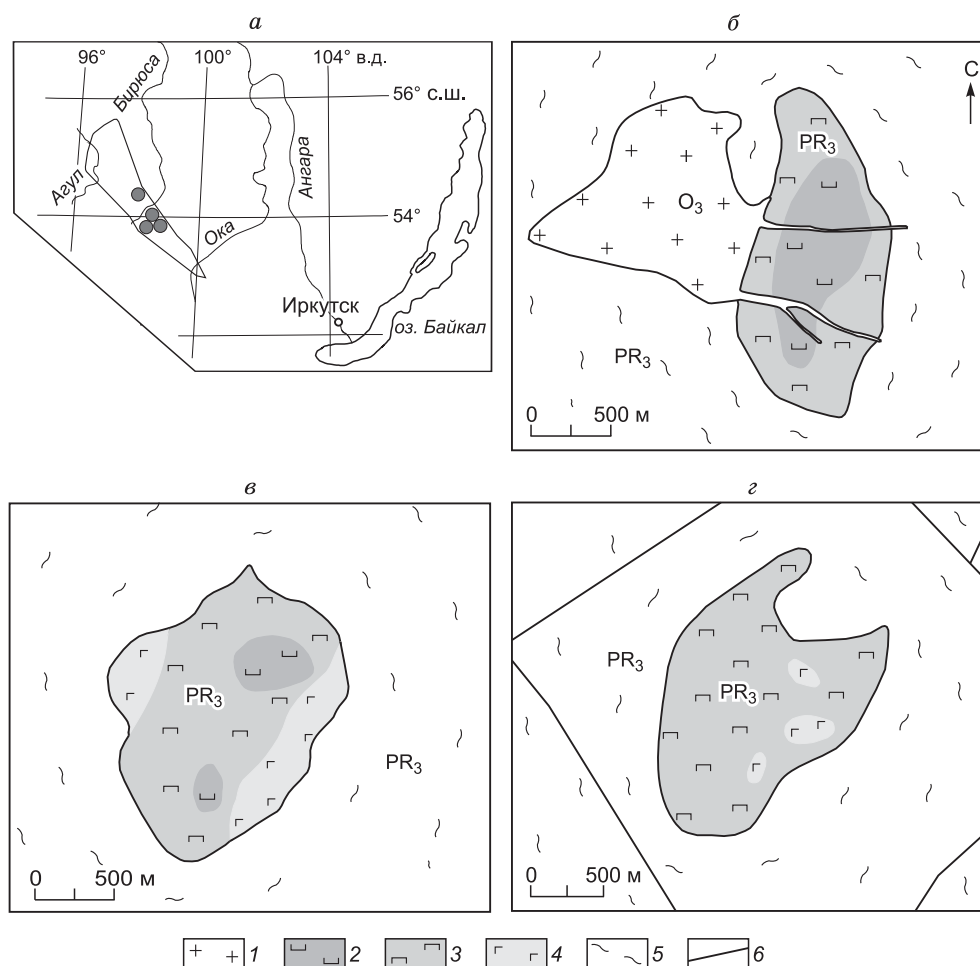 а
96°
100°
104° в.д.
Бирюса
56° с.ш.
Агул
Ангара
54°
Ока
Иркутск
оз. Байкал
б
С
PR₃
O₃
PR₃
0 500 м
в
PR₃
PR₃
0 500 м
г
PR₃
PR₃
0 500 м
1 2 3 4 5 6